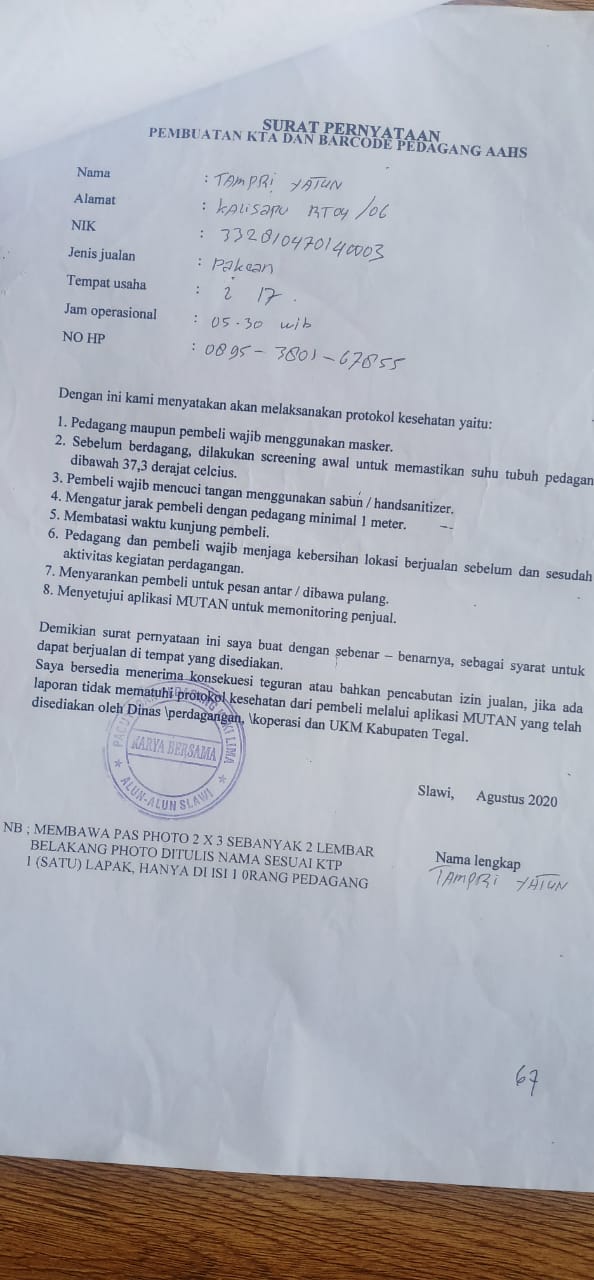 SURAT PERNYATAAN
PEMBUATAN KTA DAN BARCODE PEDAGANG AAHS
Nama : TAMPRI YATUN
Alamat : KALISAPU RT04/06
NIK : 332810470140003
Jenis jualan : Pakean
Tempat usaha : 2 17.
Jam operasional : 05.30 wib
NO HP : 0895-3801-67855
Dengan ini kami menyatakan akan melaksanakan protokol kesehatan yaitu:
1. Pedagang maupun pembeli wajib menggunakan masker.
2. Sebelum berdagang, dilakukan screening awal untuk memastikan suhu tubuh pedagan
dibawah 37,3 derajat celcius.
3. Pembeli wajib mencuci tangan menggunakan sabun / handsanitizer.
4. Mengatur jarak pembeli dengan pedagang minimal 1 meter.
5. Membatasi waktu kunjung pembeli.
6. Pedagang dan pembeli wajib menjaga kebersihan lokasi berjualan sebelum dan sesudah
aktivitas kegiatan perdagangan.
7. Menyarankan pembeli untuk pesan antar / dibawa pulang.
8. Menyetujui aplikasi MUTAN untuk memonitoring penjual.
Demikian surat pernyataan ini saya buat dengan sebenar – benarnya, sebagai syarat untuk
dapat berjualan di tempat yang disediakan.
Saya bersedia menerima konsekuesi teguran atau bahkan pencabutan izin jualan, jika ada
laporan tidak mematuhi protokol kesehatan dari pembeli melalui aplikasi MUTAN yang telah
disediakan oleh Dinas \perdagangan, \koperasi dan UKM Kabupaten Tegal.
KARYA BERSAMA
ALUN-ALUN SLAWI
Slawi, Agustus 2020
NB ; MEMBAWA PAS PHOTO 2 X 3 SEBANYAK 2 LEMBAR
BELAKANG PHOTO DITULIS NAMA SESUAI KTP
1 (SATU) LAPAK, HANYA DI ISI 1 0RANG PEDAGANG
Nama lengkap
TAMPRI YATUN
67